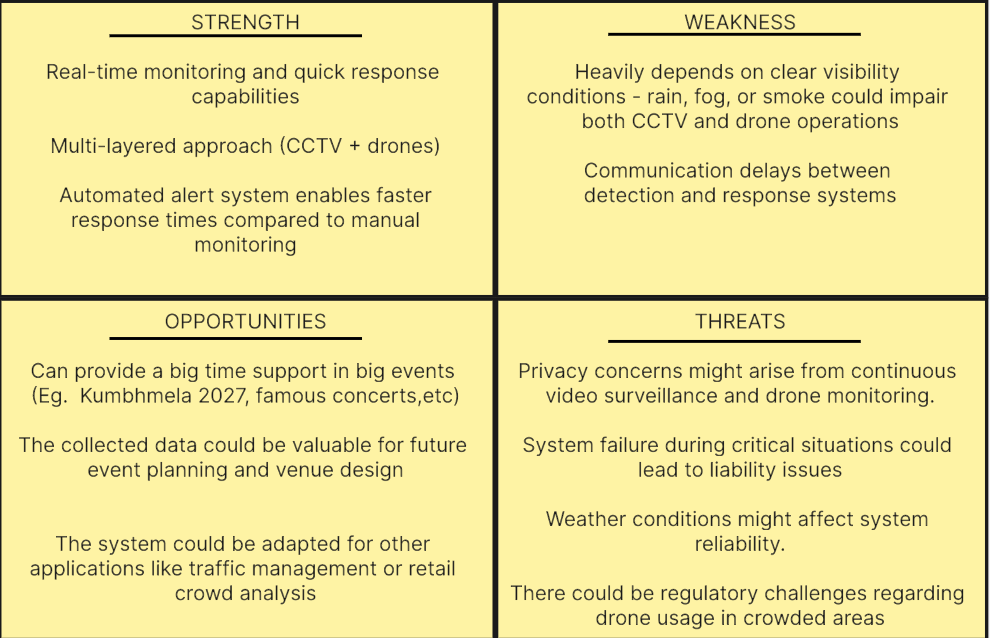 STRENGTH
Real-time monitoring and quick response
capabilities
Multi-layered approach (CCTV + drones)
Automated alert system enables faster
response times compared to manual
monitoring
WEAKNESS
Heavily depends on clear visibility
conditions - rain, fog, or smoke could impair
both CCTV and drone operations
Communication delays between
detection and response systems
OPPORTUNITIES
Can provide a big time support in big events
(Eg. Kumbhmela 2027, famous concerts,etc)
The collected data could be valuable for future
event planning and venue design
The system could be adapted for other
applications like traffic management or retail
crowd analysis
THREATS
Privacy concerns might arise from continuous
video surveillance and drone monitoring.
System failure during critical situations could
lead to liability issues
Weather conditions might affect system
reliability.
There could be regulatory challenges regarding
drone usage in crowded areas